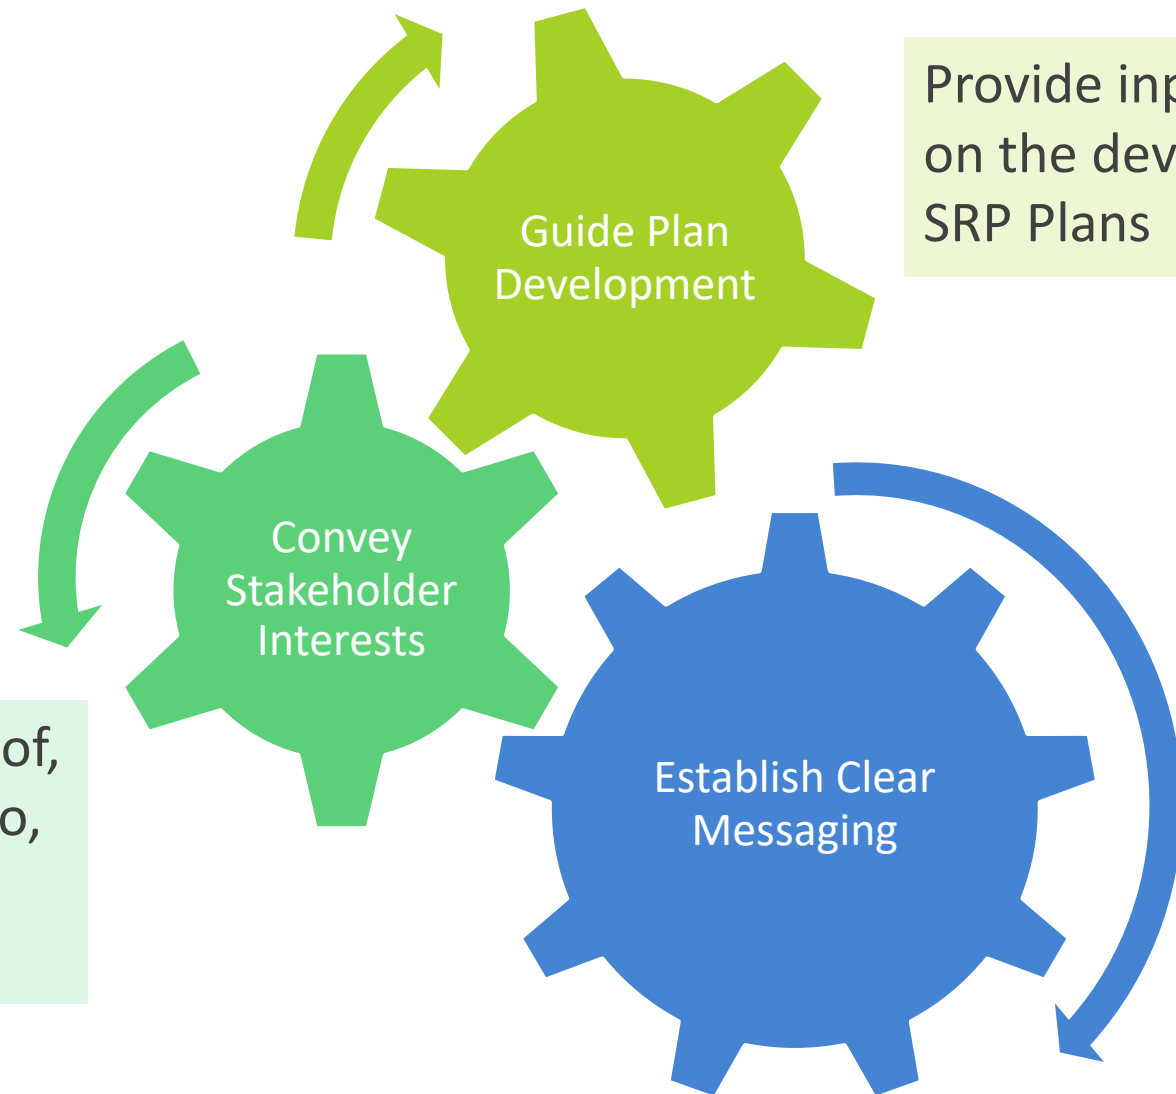 Provide inp
on the dev
SRP Plans
Guide Plan
Development
Convey
Stakeholder
Interests
of,
o,
Establish Clear
Messaging